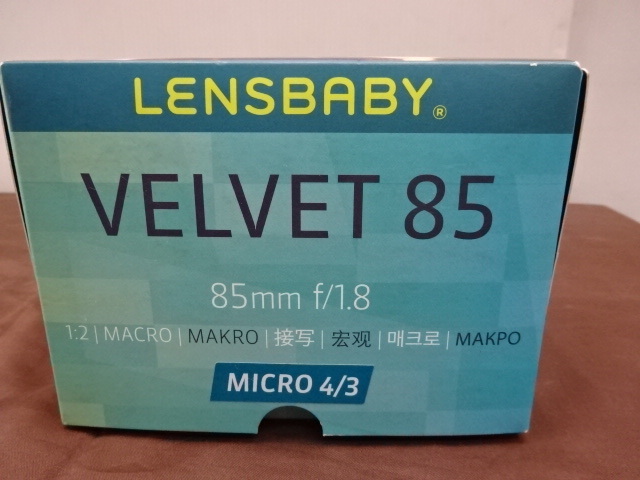 LENSBABY®
VELVET 85
85mm f/1.8
1:2 | MACRO | MAKRO | 接写 | 宏观 | 매크로 | МАКРО
MICRO 4/3